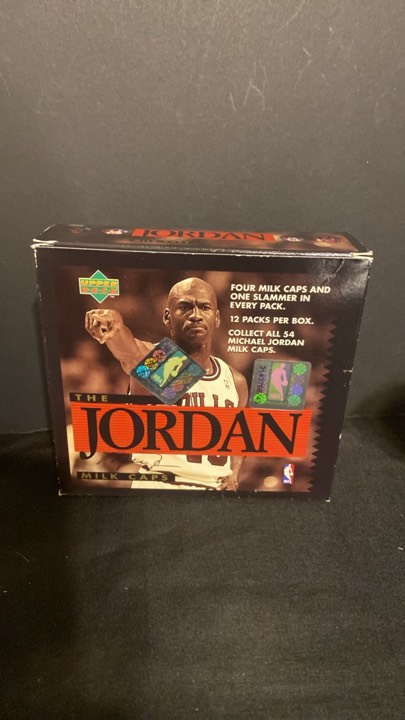 JORDAN
UPPER
DECK
FOUR MILK CAPS AND
ONE SLAMMER IN
EVERY PACK.
12 PACKS PER BOX.
COLLECT ALL 54
MICHAEL JORDAN
MILK CAPS.
THE
JORDAN
MILK CAPS